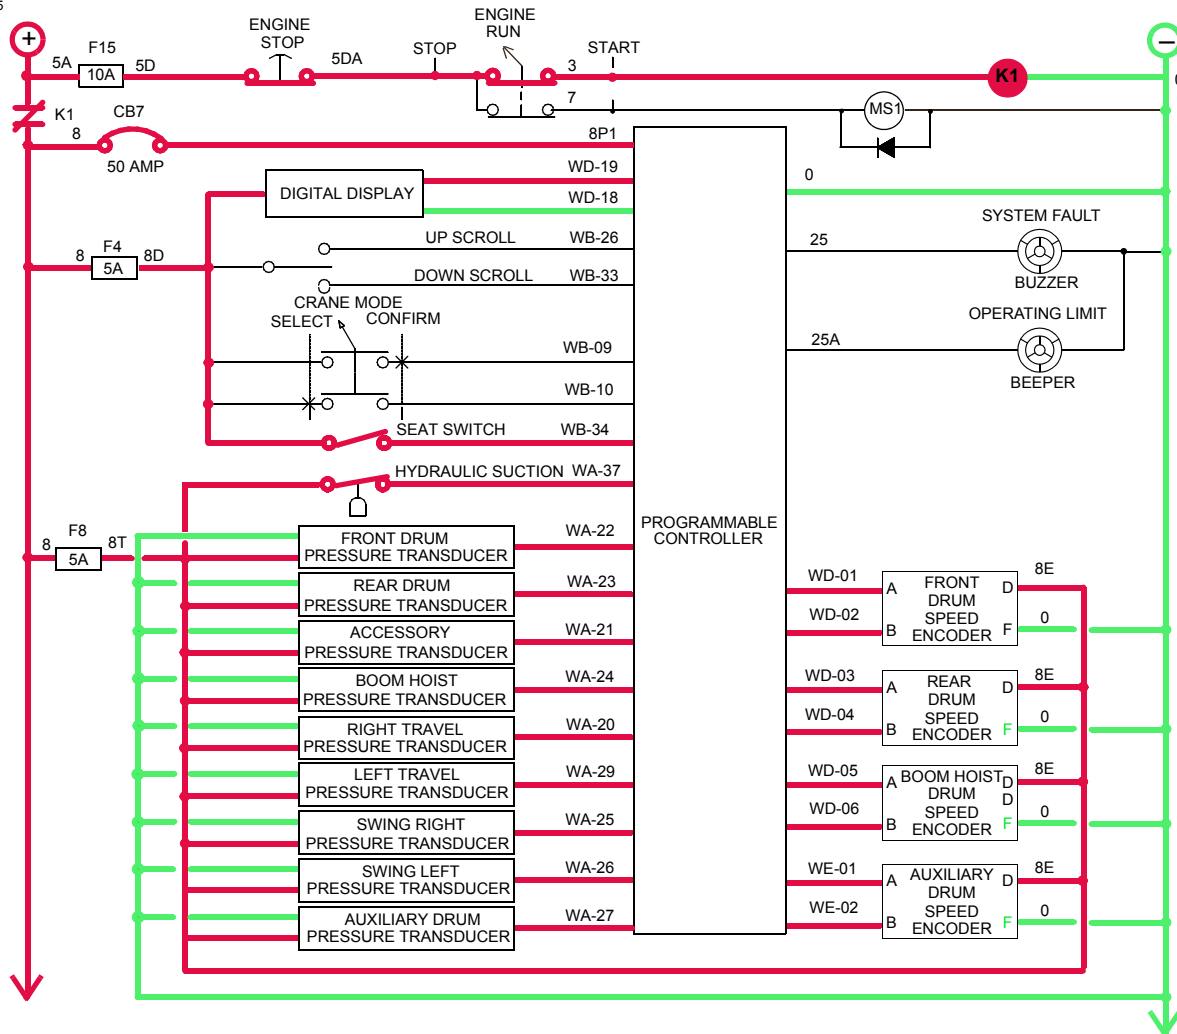 +
−
5A
F15
10A
5D
ENGINE
STOP
5DA
STOP
ENGINE
RUN
3
START
K1
7
MS1
K1
8
CB7
50 AMP
8P1
WD-19
DIGITAL DISPLAY
WD-18
0
UP SCROLL
WB-26
SYSTEM FAULT
25
BUZZER
8
F4
5A
8D
DOWN SCROLL
WB-33
CRANE MODE
SELECT
CONFIRM
OPERATING LIMIT
25A
BEEPER
WB-09
WB-10
SEAT SWITCH
WB-34
HYDRAULIC SUCTION
WA-37
PROGRAMMABLE
CONTROLLER
8
F8
5A
8T
FRONT DRUM
PRESSURE TRANSDUCER
WA-22
REAR DRUM
PRESSURE TRANSDUCER
WA-23
ACCESSORY
PRESSURE TRANSDUCER
WA-21
BOOM HOIST
PRESSURE TRANSDUCER
WA-24
RIGHT TRAVEL
PRESSURE TRANSDUCER
WA-20
LEFT TRAVEL
PRESSURE TRANSDUCER
WA-29
SWING RIGHT
PRESSURE TRANSDUCER
WA-25
SWING LEFT
PRESSURE TRANSDUCER
WA-26
AUXILIARY DRUM
PRESSURE TRANSDUCER
WA-27
WD-01
WD-02
A
B
FRONT
DRUM
SPEED
ENCODER
D
F
8E
0
WD-03
WD-04
A
B
REAR
DRUM
SPEED
ENCODER
D
F
8E
0
WD-05
WD-06
A
B
BOOM HOIST
DRUM
SPEED
ENCODER
D
D
F
8E
0
WE-01
WE-02
A
B
AUXILIARY
DRUM
SPEED
ENCODER
D
F
8E
0